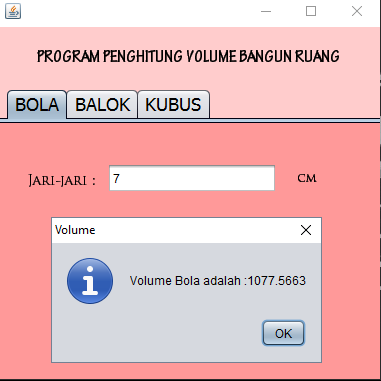 PROGRAM PENGHITUNG VOLUME BANGUN RUANG
BOLA BALOK KUBUS
Jari-jari : 7 cm
Volume
Volume Bola adalah :1077.5663
OK